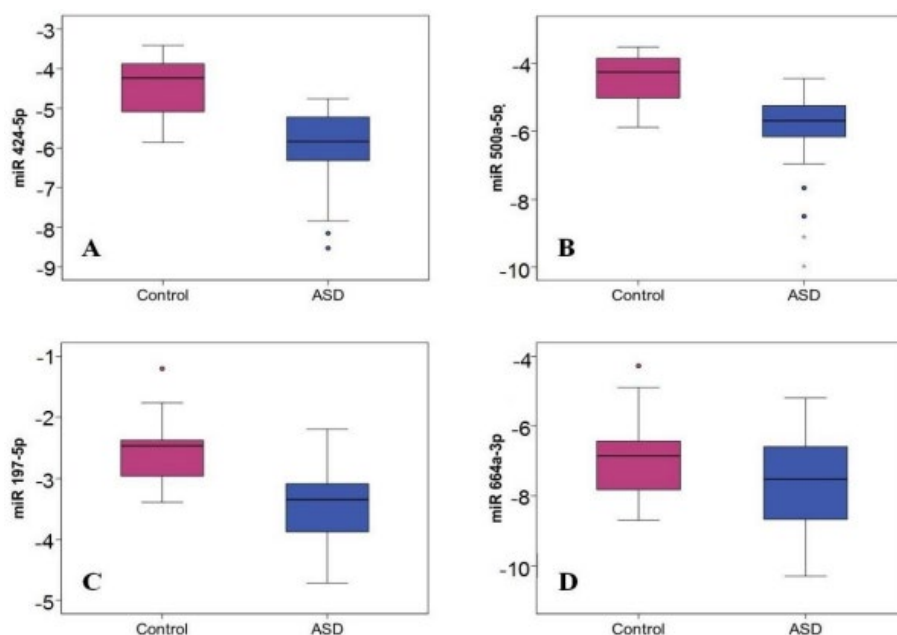 -3
-4
-5
-6
-7
-8
-9
miR 424-5p
A
Control ASD
-4
-6
-8
-10
miR 500a-5p
B
Control ASD
-1
-2
-3
-4
-5
miR 197-5p
C
Control ASD
-4
-6
-8
-10
miR 664a-3p
D
Control ASD